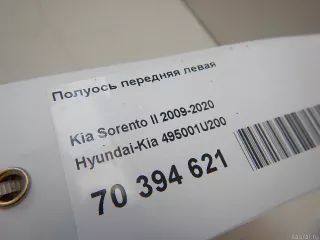 Полуось передняя левая
Kia Sorento II 2009-2020
Hyundai-Kia 495001U200
70 394 621